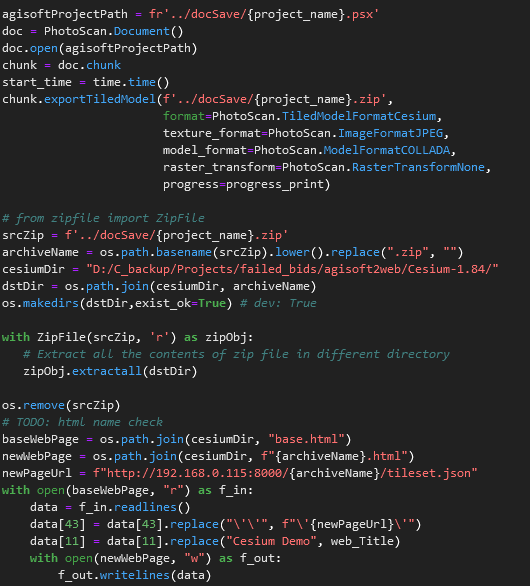 agisoftProjectPath = fr'../docSave/{project_name}.psx'
doc = PhotoScan.Document()
doc.open(agisoftProjectPath)
chunk = doc.chunk
start_time = time.time()
chunk.exportTiledModel(f'../docSave/{project_name}.zip',
                       format=PhotoScan.TiledModelFormatCesium,
                       texture_format=PhotoScan.ImageFormatJPEG,
                       model_format=PhotoScan.ModelFormatCOLLADA,
                       raster_transform=PhotoScan.RasterTransformNone,
                       progress=progress_print)

# from zipfile import ZipFile
srcZip = f'../docSave/{project_name}.zip'
archiveName = os.path.basename(srcZip).lower().replace(".zip", "")
cesiumDir = "D:/C_backup/Projects/failed_bids/agisoft2web/Cesium-1.84/"
dstDir = os.path.join(cesiumDir, archiveName)
os.makedirs(dstDir,exist_ok=True) # dev: True

with ZipFile(srcZip, 'r') as zipObj:
   # Extract all the contents of zip file in different directory
   zipObj.extractall(dstDir)

os.remove(srcZip)
# TODO: html name check
baseWebPage = os.path.join(cesiumDir, "base.html")
newWebPage = os.path.join(cesiumDir, f"{archiveName}.html")
newPageUrl = f"http://192.168.0.115:8000/{archiveName}/tileset.json"
with open(baseWebPage, "r") as f_in:
    data = f_in.readlines()
    data[43] = data[43].replace("\'\'", f"\'{newPageUrl}\'")
    data[11] = data[11].replace("Cesium Demo", web_Title)
    with open(newWebPage, "w") as f_out:
        f_out.writelines(data)